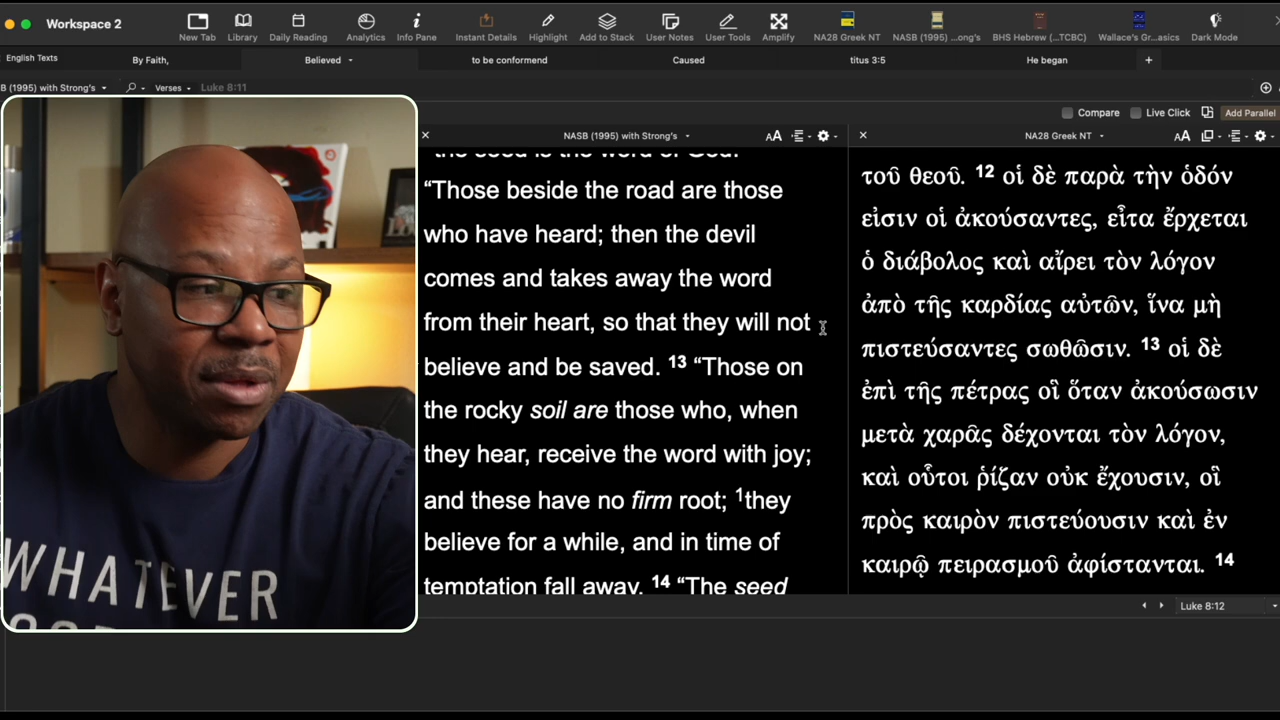 Workspace 2
New Tab
Library
Daily Reading
Analytics
Info Pane
Instant Details
Highlight
Add to Stack
User Notes
User Tools
Amplify
NA28 Greek NT
NASB (1995) ...ong's
BHS Hebrew (...TCBC)
Wallace's Gr...asics
Dark Mode
English Texts
By Faith,
Believed
to be conformend
Caused
titus 3:5
He began
B (1995) with Strong's
Verses
Luke 8:11
Compare
Live Click
Add Parallel
NASB (1995) with Strong's
the seed is the word of God.
“Those beside the road are those
who have heard; then the devil
comes and takes away the word
from their heart, so that they will not
believe and be saved. 13 “Those on
the rocky soil are those who, when
they hear, receive the word with joy;
and these have no firm root; 1they
believe for a while, and in time of
temptation fall away. 14 “The seed
NA28 Greek NT
τοῦ θεοῦ. 12 οἱ δὲ παρὰ τὴν ὁδόν
εἰσιν οἱ ἀκούσαντες, εἶτα ἔρχεται
ὁ διάβολος καὶ αἴρει τὸν λόγον
ἀπὸ τῆς καρδίας αὐτῶν, ἵνα μὴ
πιστεύσαντες σωθῶσιν. 13 οἱ δὲ
ἐπὶ τῆς πέτρας οἳ ὅταν ἀκούσωσιν
μετὰ χαρᾶς δέχονται τὸν λόγον,
καὶ οὗτοι ῥίζαν οὐκ ἔχουσιν, οἳ
πρὸς καιρὸν πιστεύουσιν καὶ ἐν
καιρῷ πειρασμοῦ ἀφίστανται. 14
Luke 8:12
WHATEVER